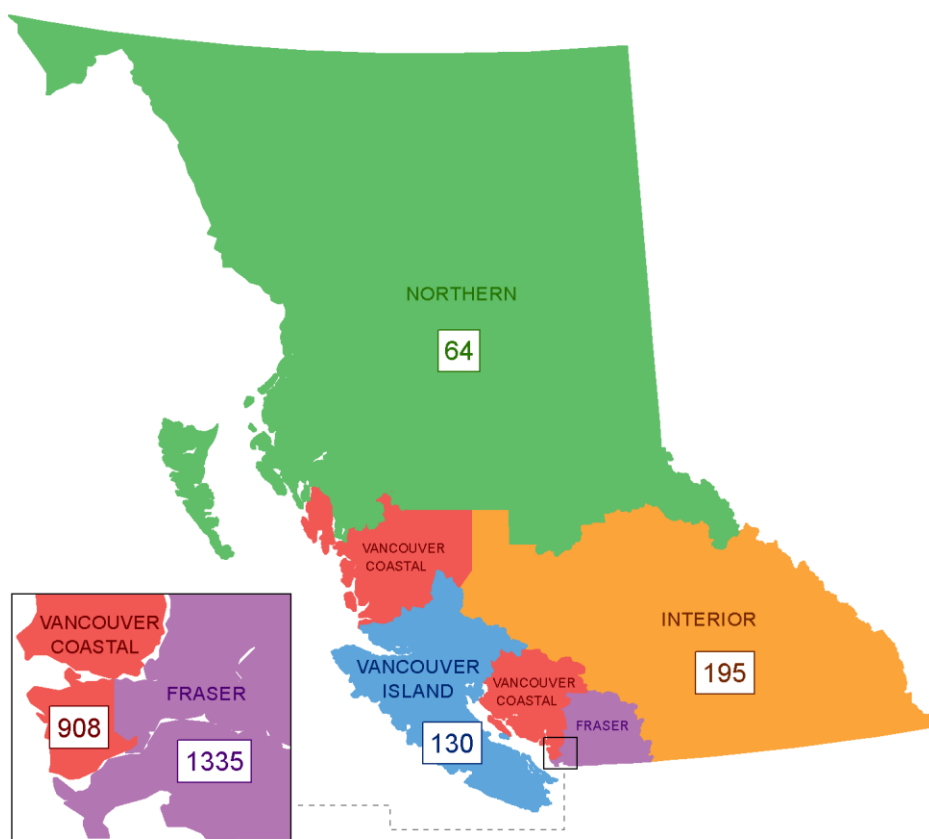 NORTHERN
64
VANCOUVER
COASTAL
INTERIOR
195
VANCOUVER
ISLAND
130
VANCOUVER
COASTAL
FRASER
VANCOUVER
COASTAL
908
FRASER
1335